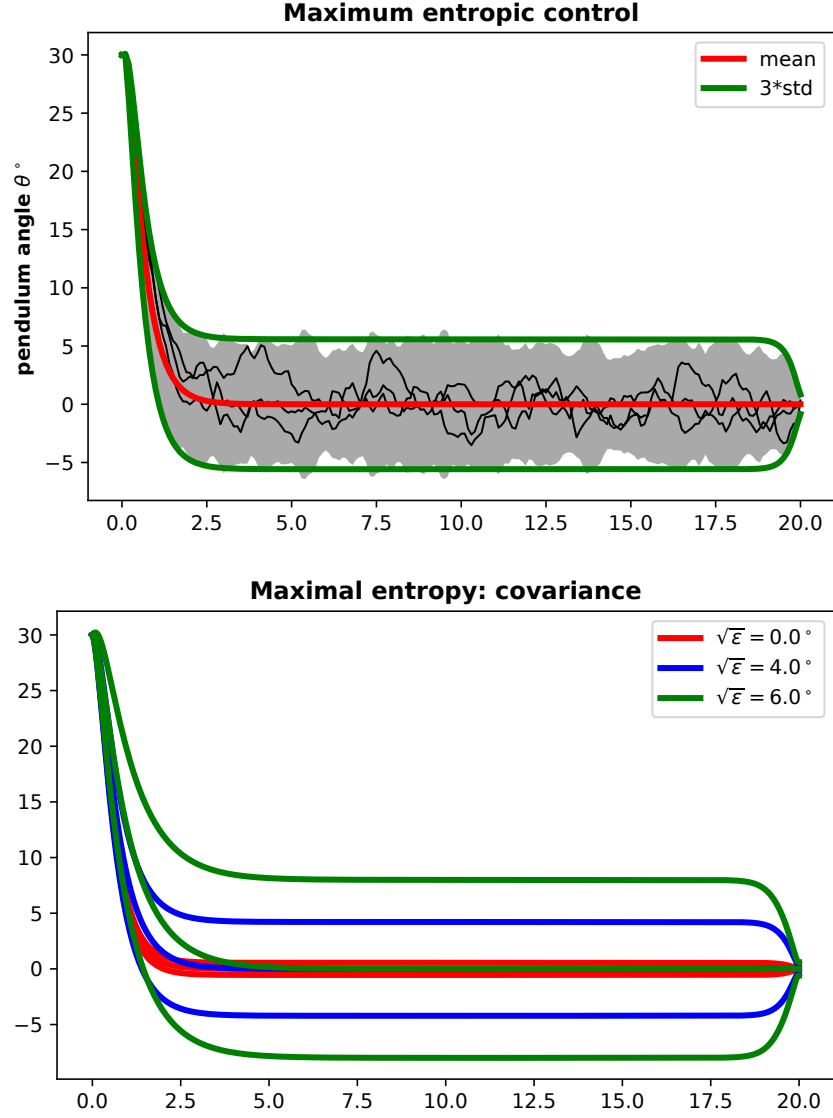 Maximum entropic control
30
25
20
15
10
5
0
−5
pendulum angle θ°
mean
3*std
0.0 2.5 5.0 7.5 10.0 12.5 15.0 17.5 20.0
Maximal entropy: covariance
30
25
20
15
10
5
0
−5
√ε = 0.0°
√ε = 4.0°
√ε = 6.0°
0.0 2.5 5.0 7.5 10.0 12.5 15.0 17.5 20.0